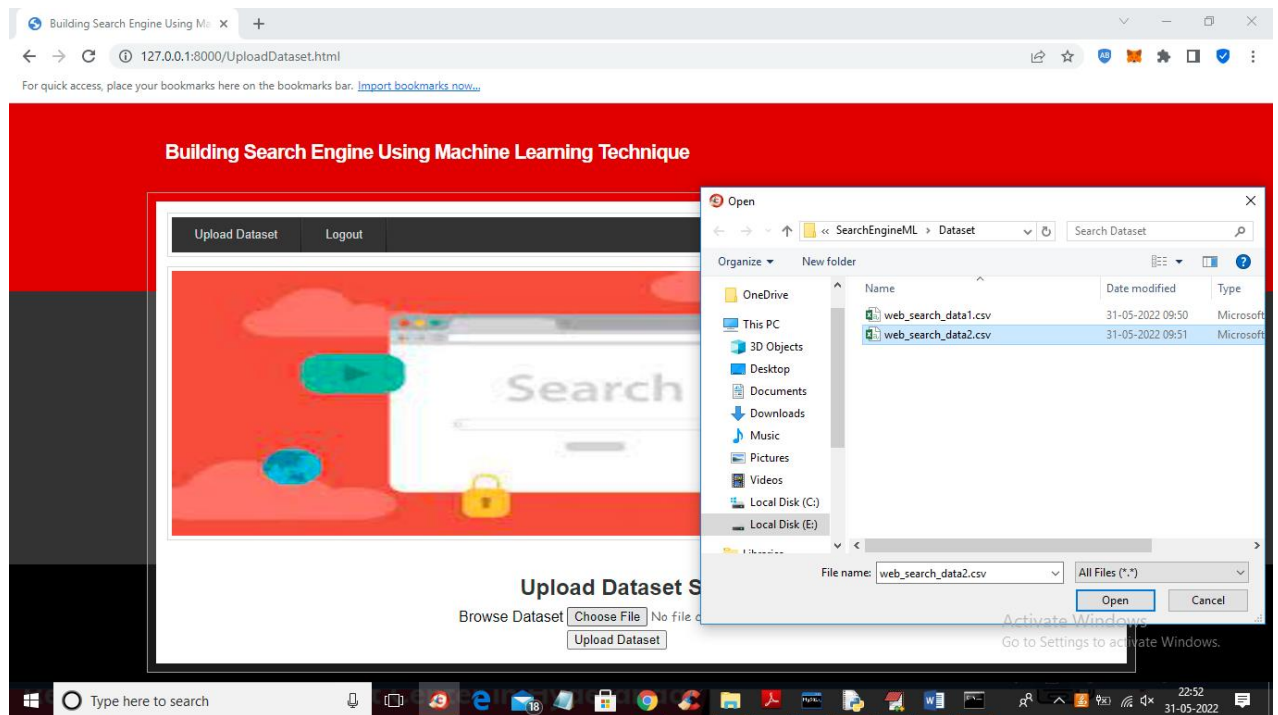 Building Search Engine Using Ma
127.0.0.1:8000/UploadDataset.html
For quick access, place your bookmarks here on the bookmarks bar. Import bookmarks now...
Building Search Engine Using Machine Learning Technique
Upload Dataset Logout
Search
Upload Dataset S
Browse Dataset Choose File No file c
Upload Dataset
Open
« SearchEngineML › Dataset
Search Dataset
Organize New folder
Name Date modified Type
web_search_data1.csv 31-05-2022 09:50 Microsoft
web_search_data2.csv 31-05-2022 09:51 Microsoft
OneDrive
This PC
3D Objects
Desktop
Documents
Downloads
Music
Pictures
Videos
Local Disk (C:)
Local Disk (E:)
Libraries
File name: web_search_data2.csv All Files (*.*)
Open Cancel
Activate Windows
Go to Settings to activate Windows.
Type here to search
18
22:52
31-05-2022